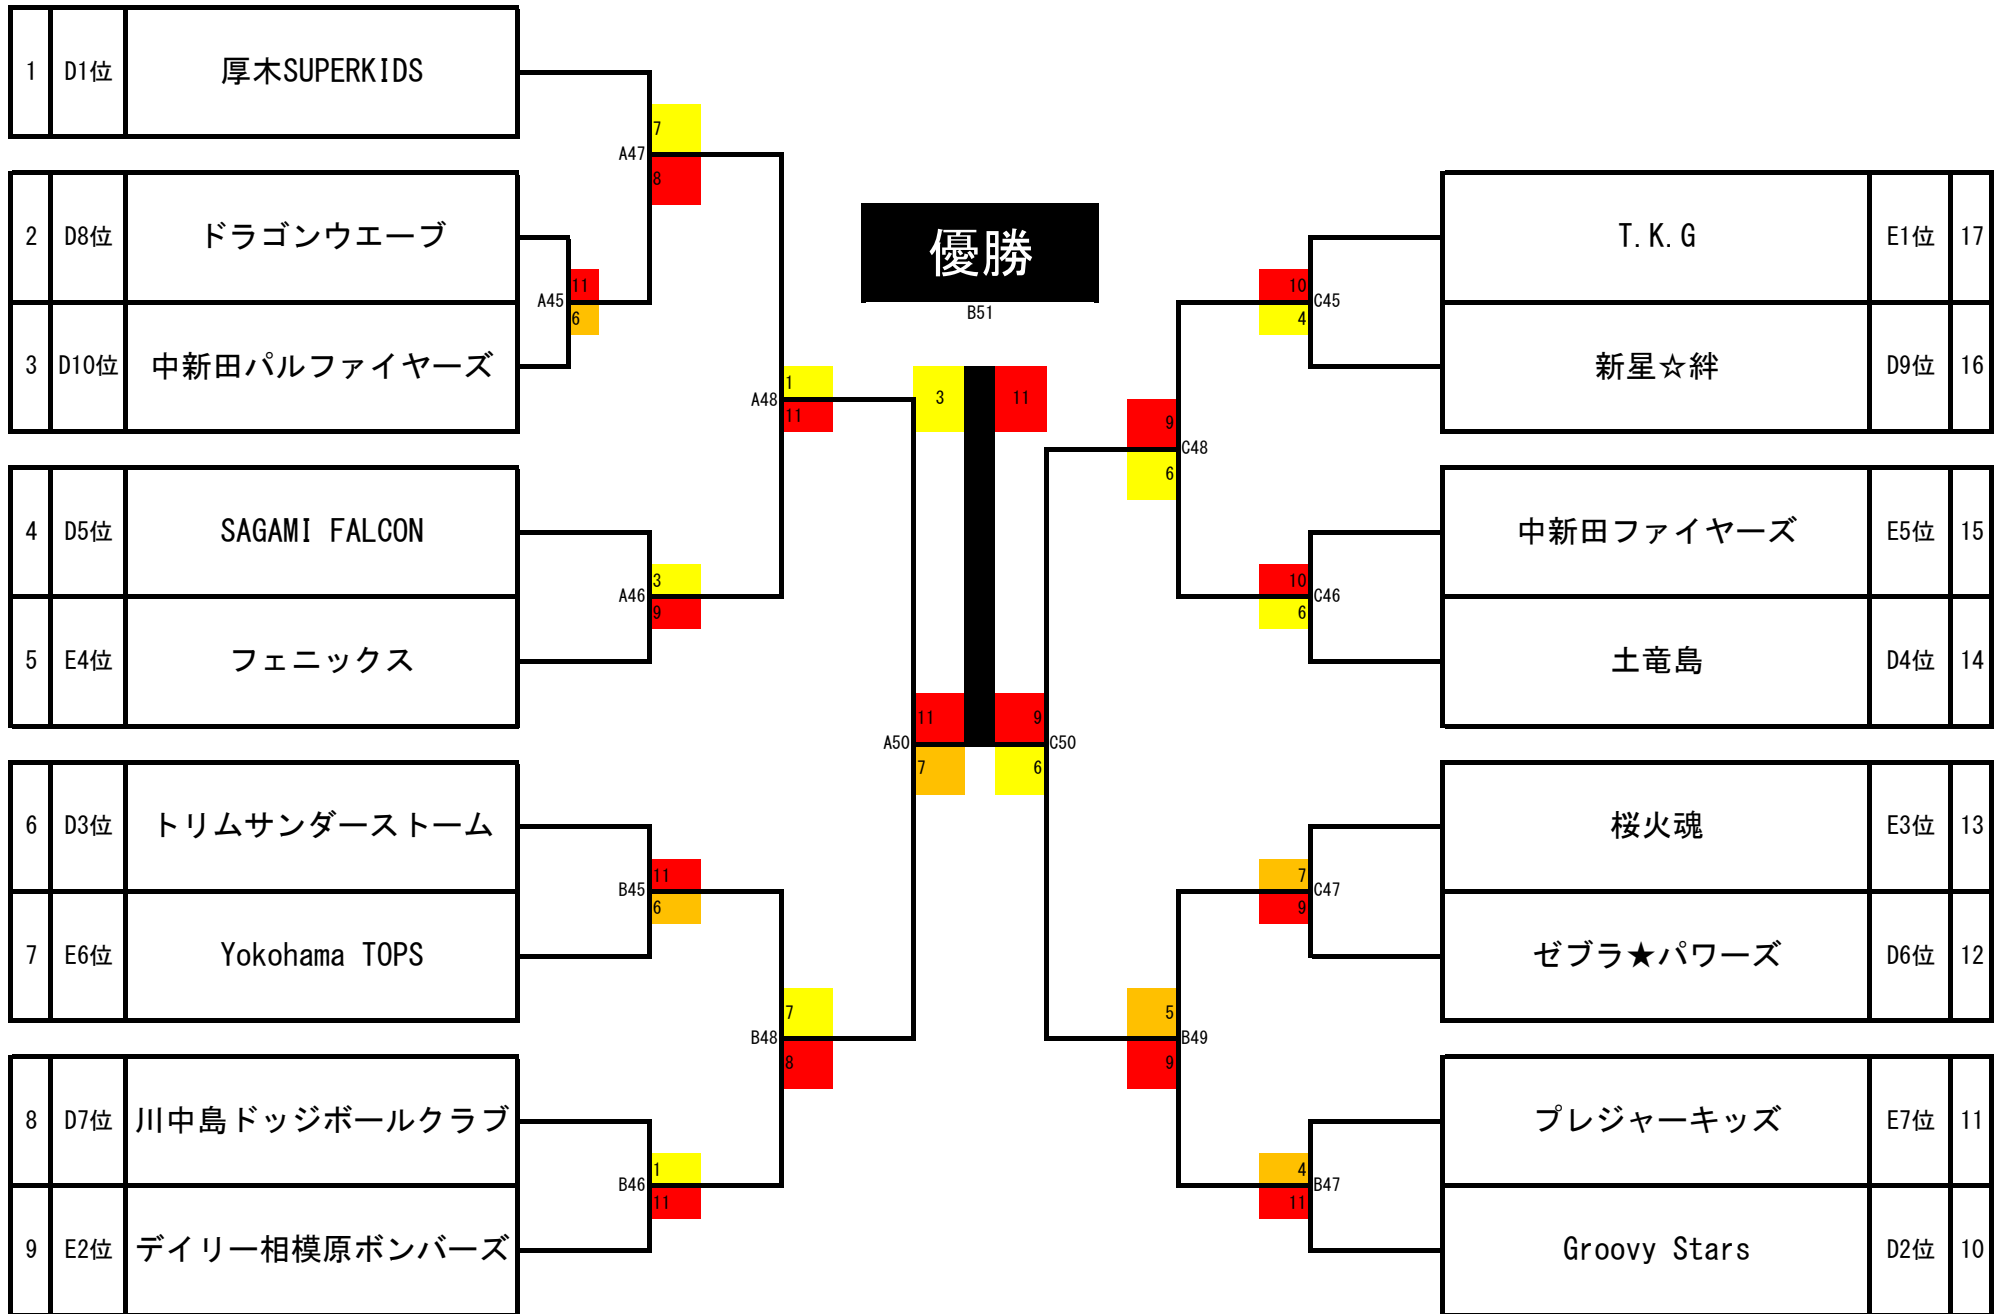 1 D1位 厚木SUPERKIDS
7
A47
8
2 D8位 ドラゴンウエーブ
11
A45
6
3 D10位 中新田パルファイヤーズ
1
A48
11
4 D5位 SAGAMI FALCON
3
A46
9
5 E4位 フェニックス
11
A50
7
6 D3位 トリムサンダーストーム
11
B45
6
7 E6位 Yokohama TOPS
7
B48
8
8 D7位 川中島ドッジボールクラブ
1
B46
11
9 E2位 デイリー相模原ボンバーズ
優勝
B51
3 11
T.K.G E1位 17
10
C45
4
新星☆絆 D9位 16
9
C48
6
中新田ファイヤーズ E5位 15
10
C46
6
土竜島 D4位 14
9
C50
6
桜火魂 E3位 13
7
C47
9
ゼブラ★パワーズ D6位 12
5
B49
9
プレジャーキッズ E7位 11
4
B47
11
Groovy Stars D2位 10